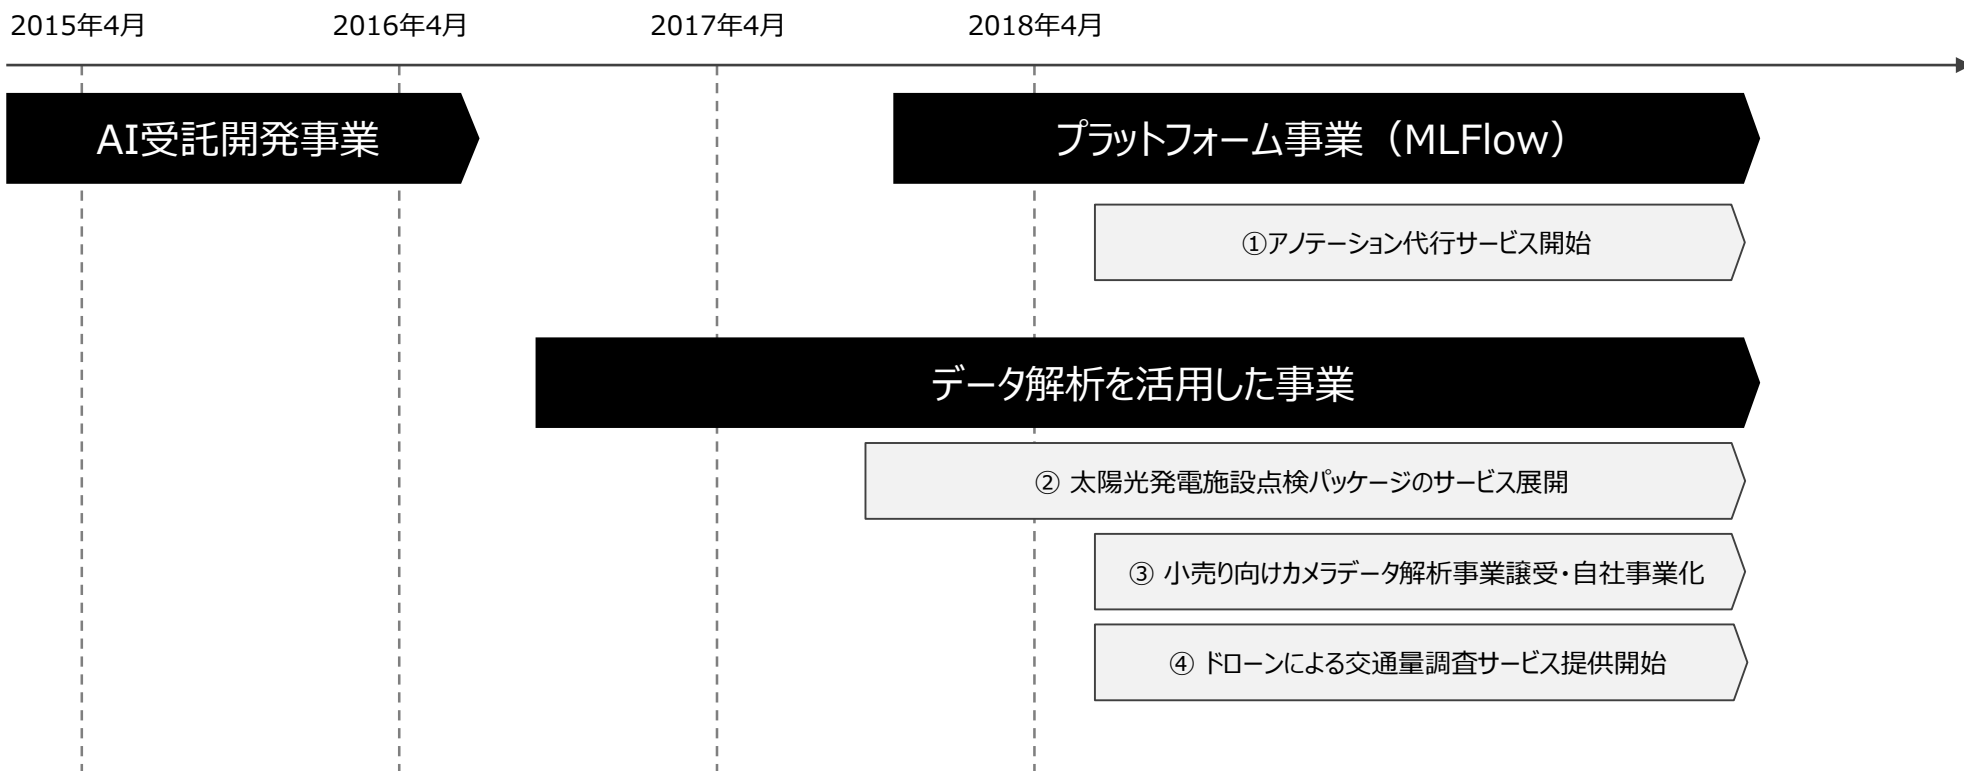 2015年4月
2016年4月
2017年4月
2018年4月
AI受託開発事業
プラットフォーム事業（MLFlow）
①アノテーション代行サービス開始
データ解析を活用した事業
② 太陽光発電施設点検パッケージのサービス展開
③ 小売り向けカメラデータ解析事業譲受・自社事業化
④ ドローンによる交通量調査サービス提供開始